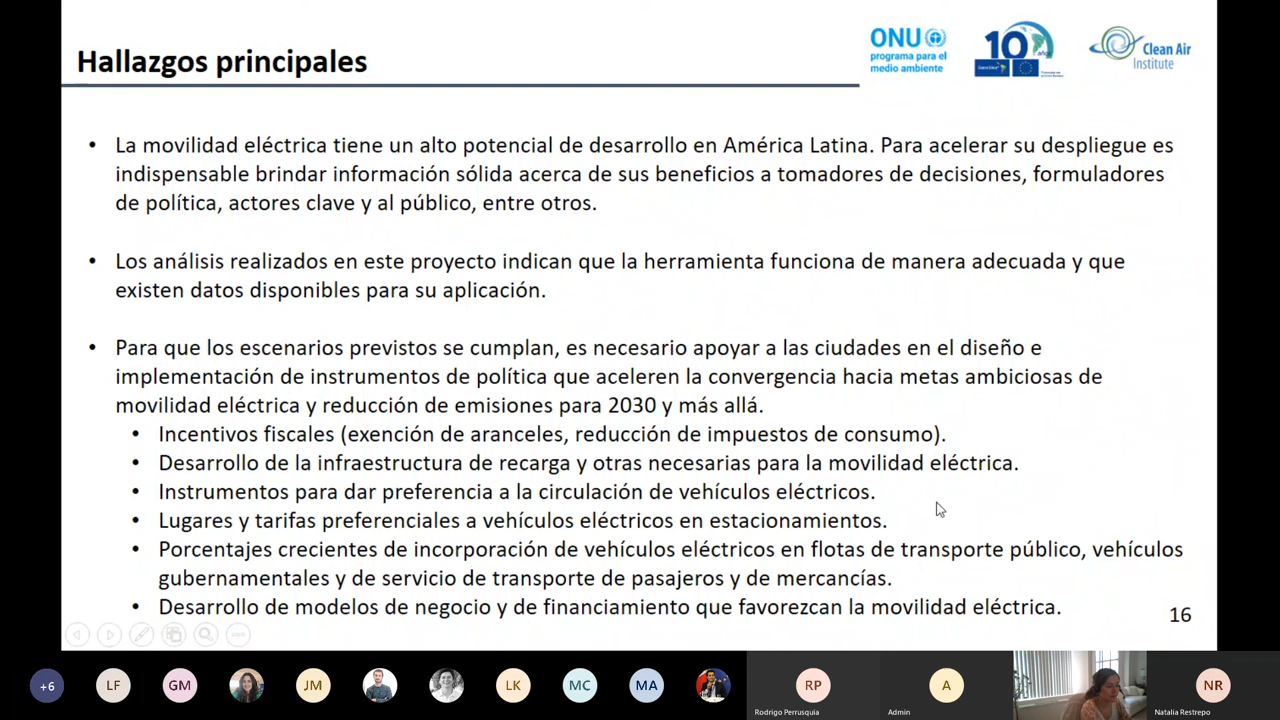 Hallazgos principales
ONU
programa para el
medio ambiente
10
años
Clean Air
Institute
• La movilidad eléctrica tiene un alto potencial de desarrollo en América Latina. Para acelerar su despliegue es
indispensable brindar información sólida acerca de sus beneficios a tomadores de decisiones, formuladores
de política, actores clave y al público, entre otros.
• Los análisis realizados en este proyecto indican que la herramienta funciona de manera adecuada y que
existen datos disponibles para su aplicación.
• Para que los escenarios previstos se cumplan, es necesario apoyar a las ciudades en el diseño e
implementación de instrumentos de política que aceleren la convergencia hacia metas ambiciosas de
movilidad eléctrica y reducción de emisiones para 2030 y más allá.
• Incentivos fiscales (exención de aranceles, reducción de impuestos de consumo).
• Desarrollo de la infraestructura de recarga y otras necesarias para la movilidad eléctrica.
• Instrumentos para dar preferencia a la circulación de vehículos eléctricos.
• Lugares y tarifas preferenciales a vehículos eléctricos en estacionamientos.
• Porcentajes crecientes de incorporación de vehículos eléctricos en flotas de transporte público, vehículos
gubernamentales y de servicio de transporte de pasajeros y de mercancías.
• Desarrollo de modelos de negocio y de financiamiento que favorezcan la movilidad eléctrica.
16
+6
LF
GM
JM
LK
MC
MA
RP
A
NR
Rodrigo Perrusquia
Admin
Natalia Restrepo